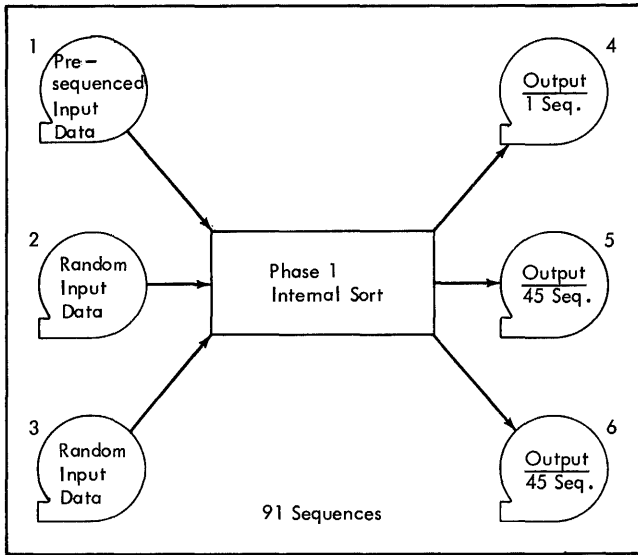 1
Pre-
sequenced
Input
Data
4
Output
1 Seq.
2
Random
Input
Data
Phase 1
Internal Sort
5
Output
45 Seq.
3
Random
Input
Data
6
Output
45 Seq.
91 Sequences